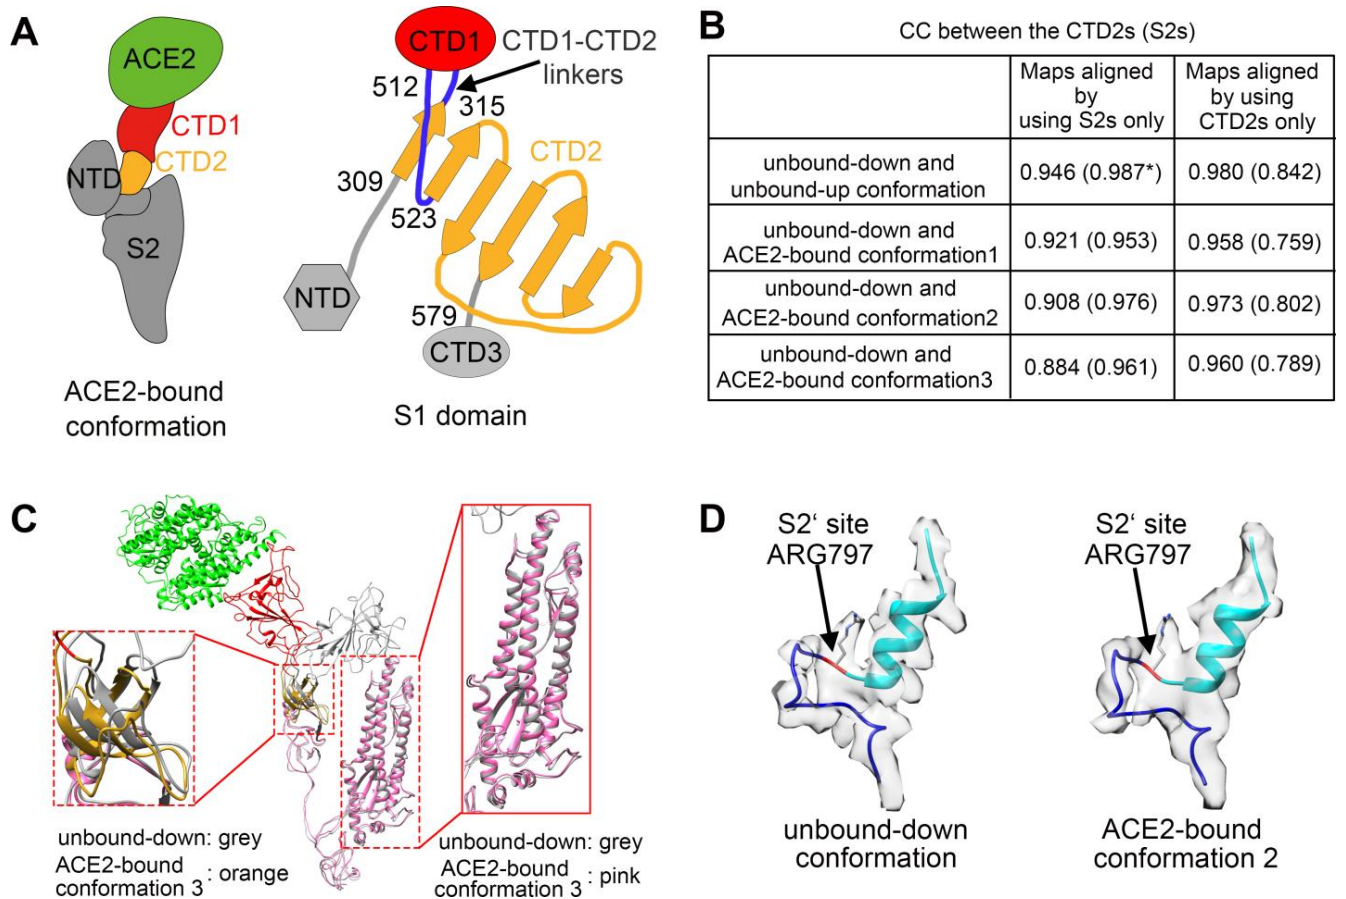 A
ACE2
CTD1
CTD2
NTD
S2
ACE2-bound
conformation
CTD1
CTD1-CTD2
linkers
512
315
CTD2
309
523
NTD
579
CTD3
S1 domain
B
CC between the CTD2s (S2s)
Maps aligned
by
using S2s only
Maps aligned
by using
CTD2s only
unbound-down and
unbound-up conformation
0.946 (0.987*)
0.980 (0.842)
unbound-down and
ACE2-bound conformation1
0.921 (0.953)
0.958 (0.759)
unbound-down and
ACE2-bound conformation2
0.908 (0.976)
0.973 (0.802)
unbound-down and
ACE2-bound conformation3
0.884 (0.961)
0.960 (0.789)
C
unbound-down: grey
ACE2-bound
conformation 3 : orange
unbound-down: grey
ACE2-bound
conformation 3 : pink
D
S2‘ site
ARG797
unbound-down
conformation
S2‘ site
ARG797
ACE2-bound
conformation 2